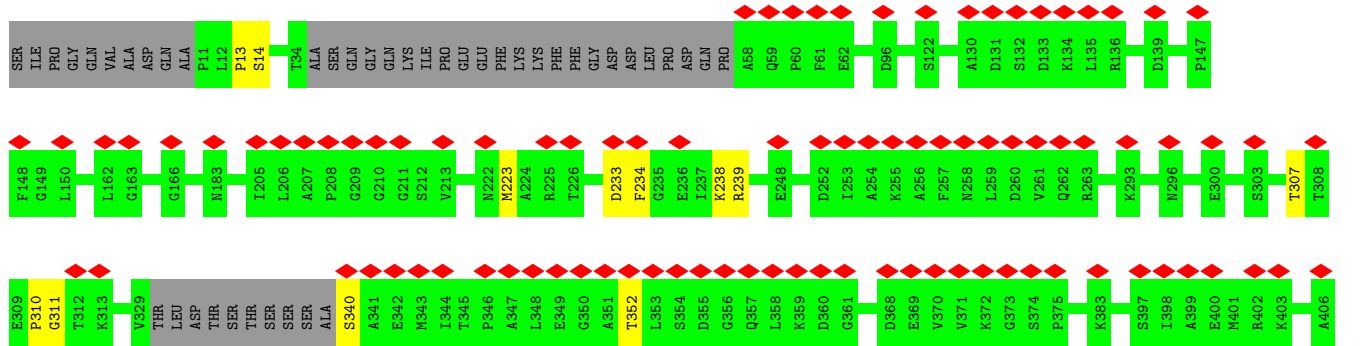 SER ILE PRO GLY GLN VAL ALA ASP GLN ALA P11 L12 P13 S14 T34 ALA SER GLN GLY GLN LYS ILE PRO GLU GLU PHE LYS LYS PHE PHE GLY ASP ASP LEU PRO ASP GLN PRO A58 Q59 P60 F61 E62 D96 S122 A130 D131 S132 D133 K134 L135 R136 D139 P147
F148 G149 L150 L162 G163 G166 N183 I205 L206 A207 P208 G209 G210 G211 S212 V213 N222 M223 A224 R225 T226 D233 F234 G235 E236 I237 K238 R239 E248 D252 I253 A254 K255 A256 F257 N258 L259 D260 V261 Q262 R263 K293 N296 E300 S303 T307 T308
E309 P310 G311 T312 K313 V329 THR LEU ASP THR SER THR SER SER SER SER ALA S340 A341 E342 M343 I344 T345 P346 A347 L348 E349 G350 A351 T352 L353 S354 D355 G356 Q357 L358 K359 D360 G361 D368 E369 V370 V371 K372 G373 S374 P375 K383 S397 I398 A399 E400 M401 R402 K403 A406